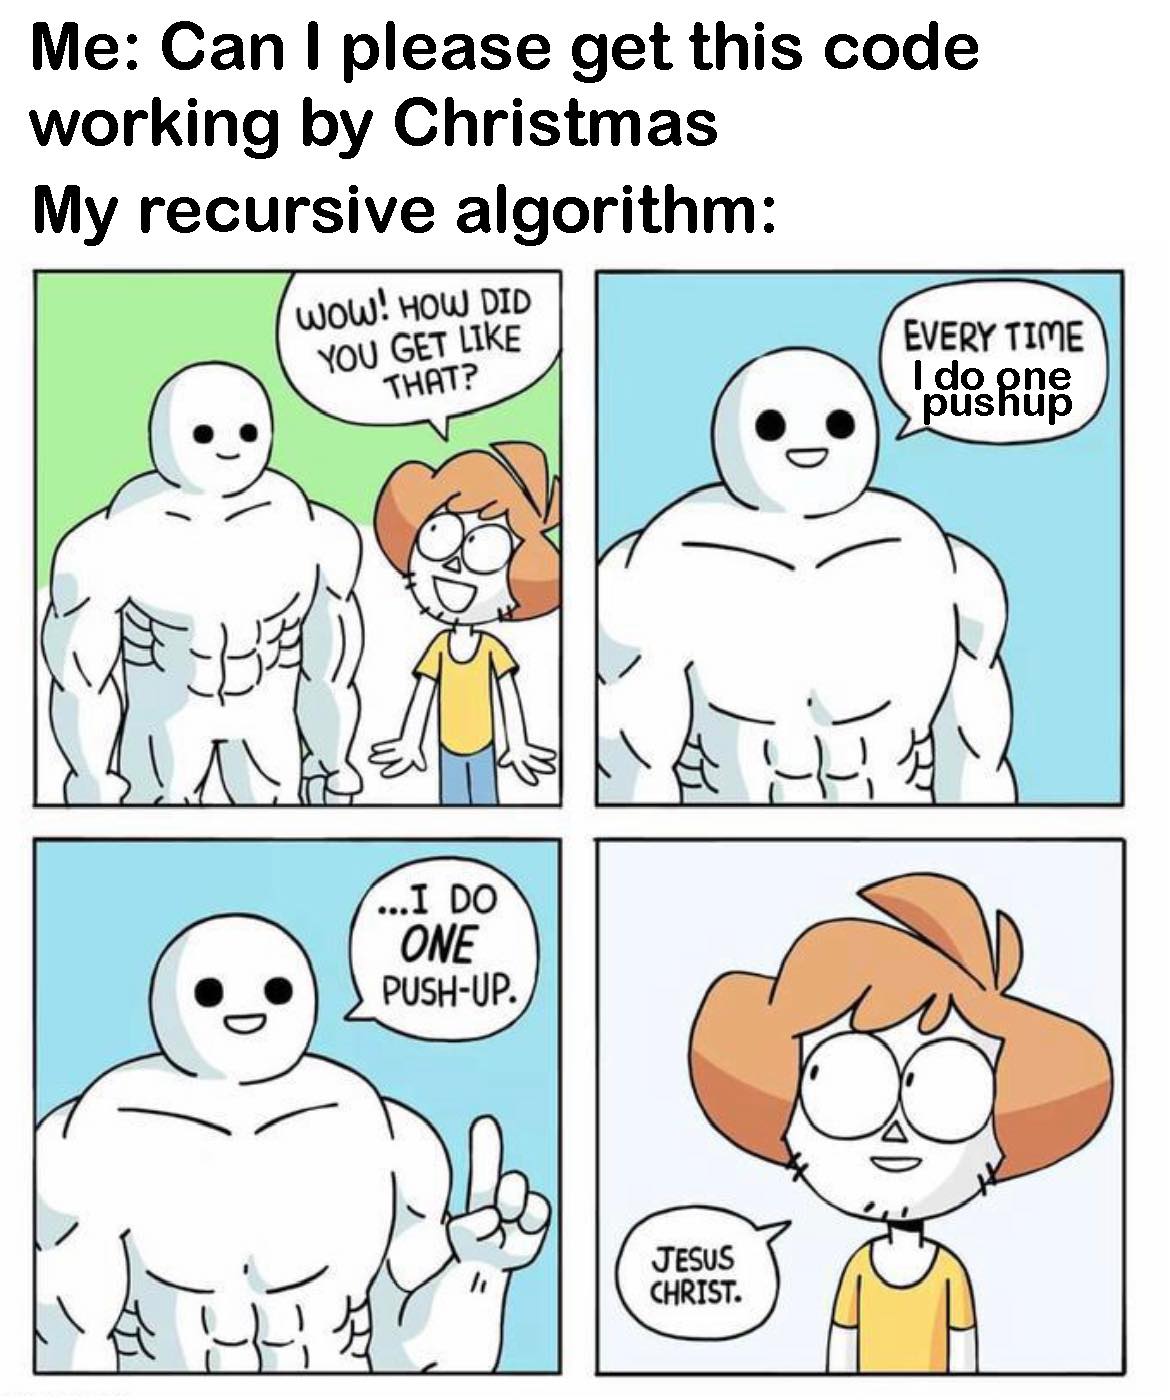 Me: Can I please get this code
working by Christmas
My recursive algorithm:
WOW! HOW DID
YOU GET LIKE
THAT?
EVERY TIME
I do one
pushup
...I DO
ONE
PUSH-UP.
JESUS
CHRIST.